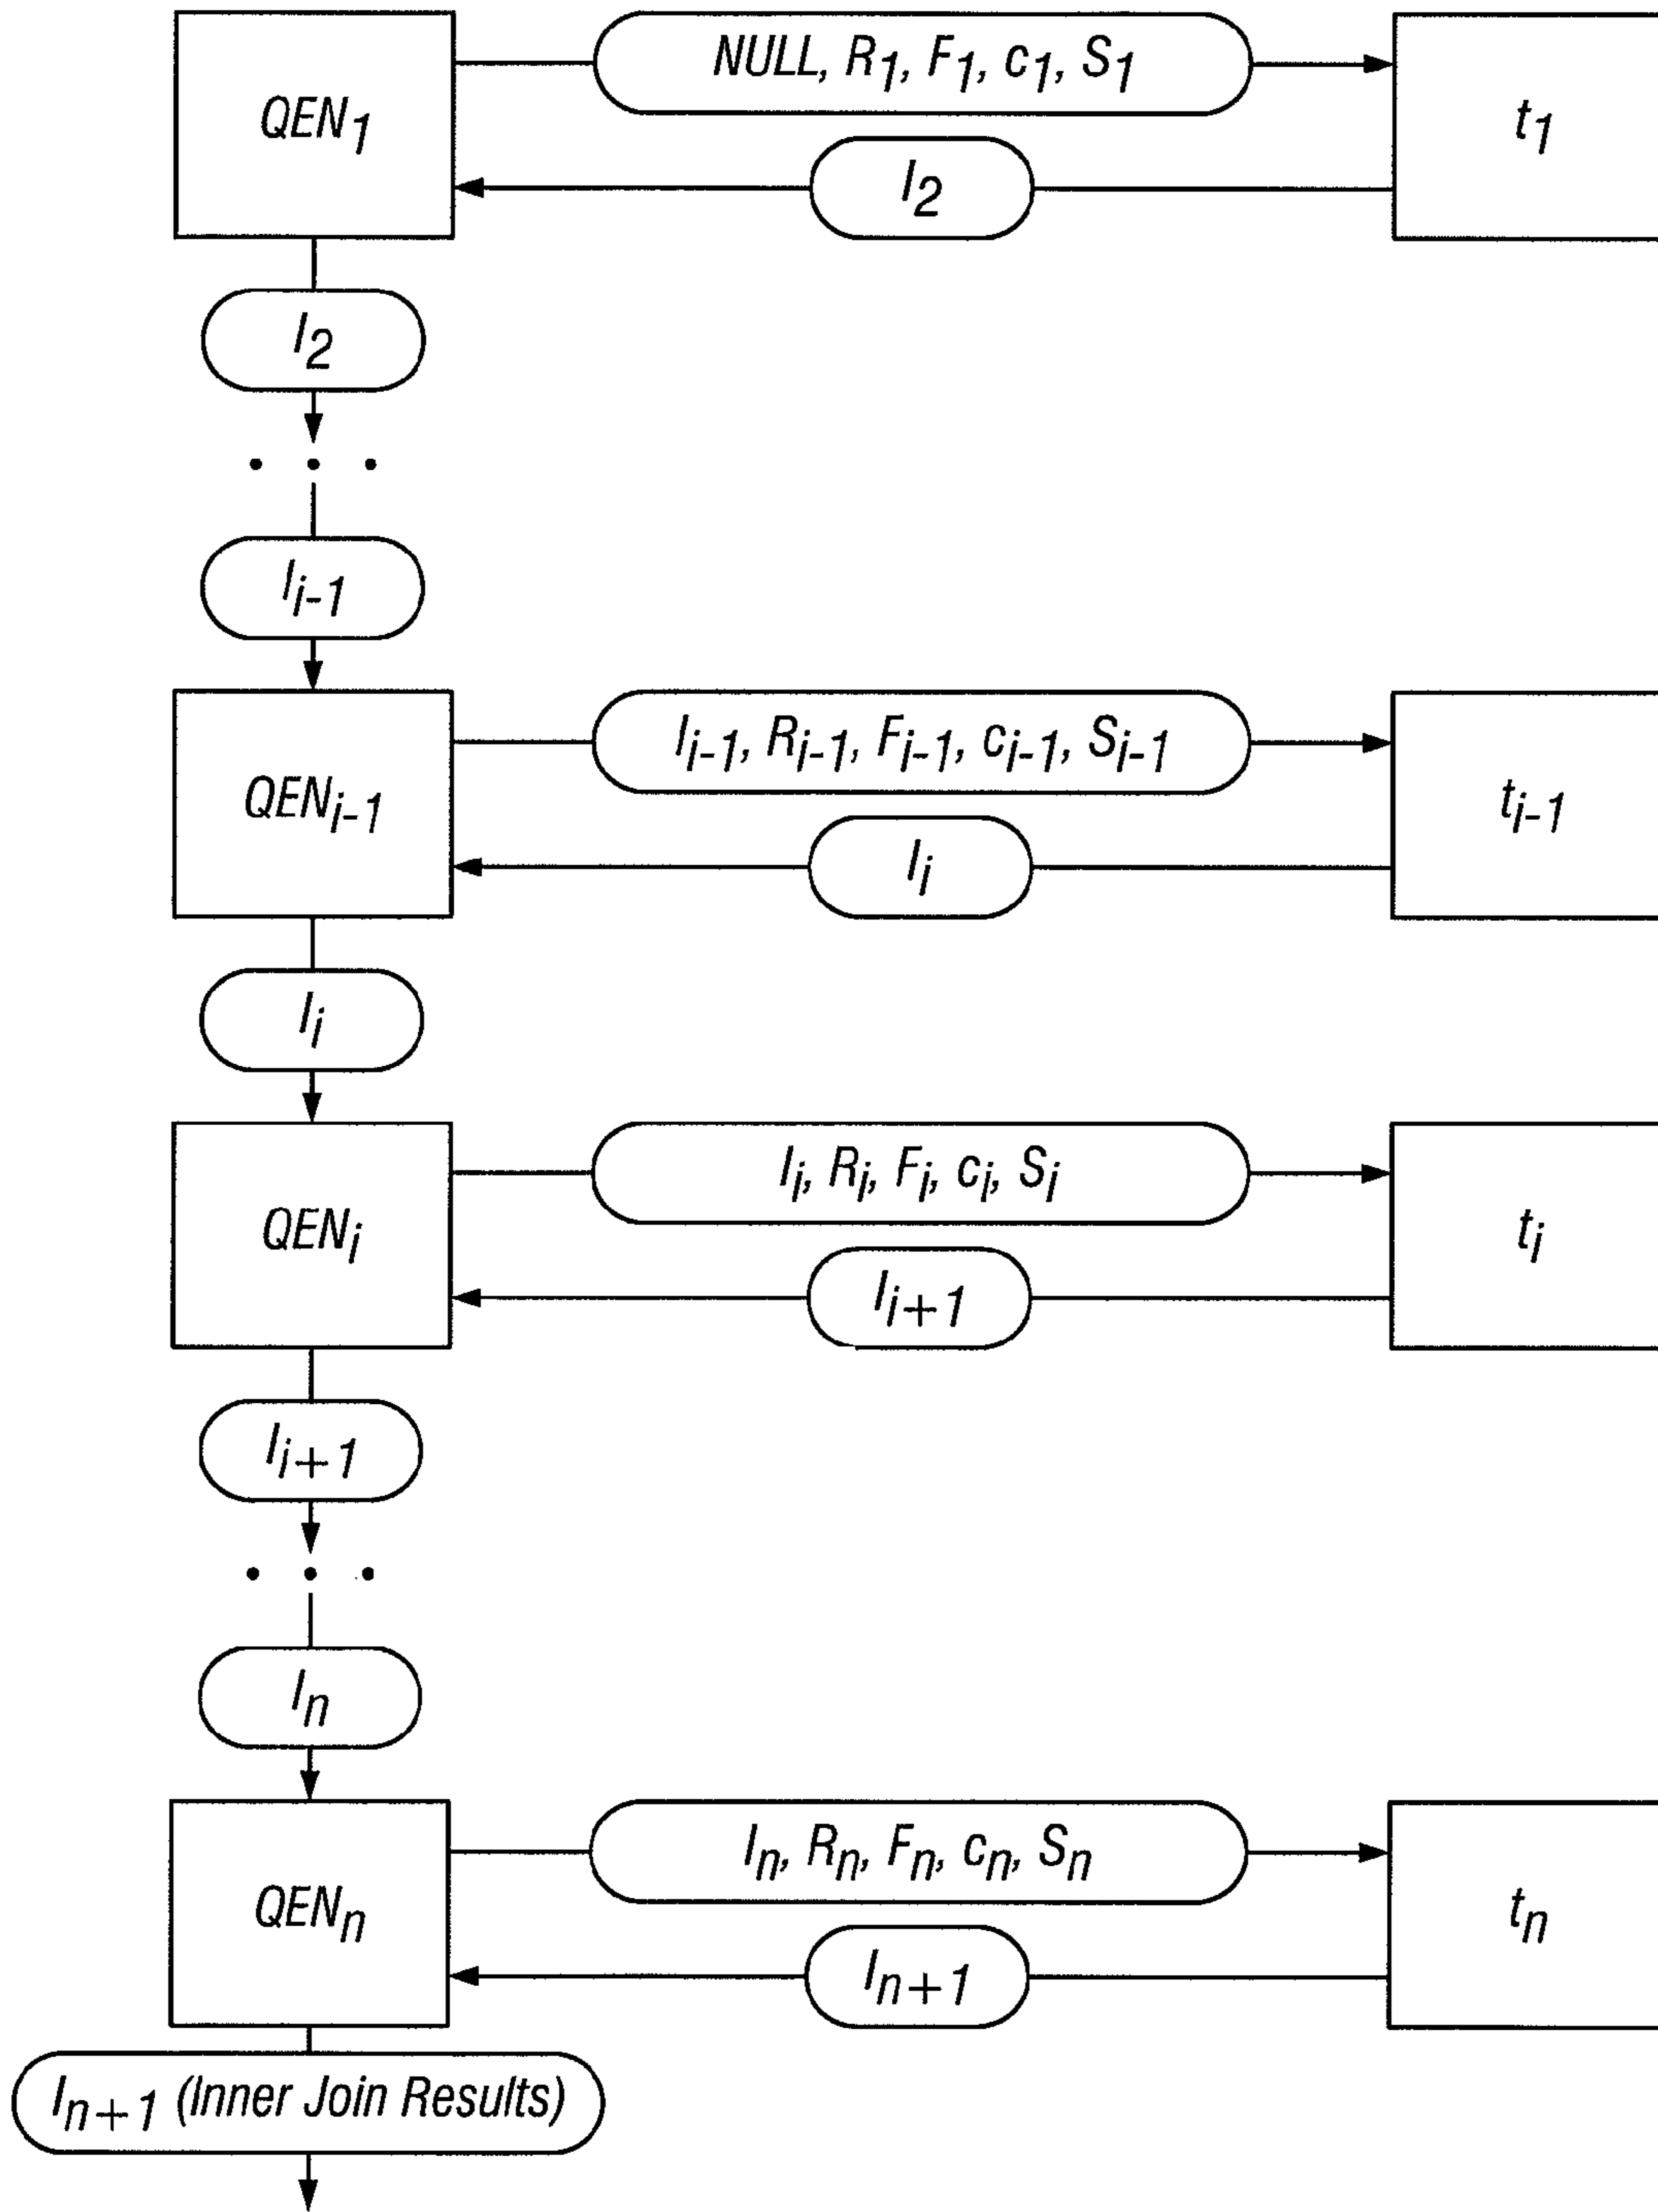 NULL, R1, F1, c1, S1
QEN1
t1
I2
I2
. . .
Ii-1
Ii-1, Ri-1, Fi-1, ci-1, Si-1
QENi-1
ti-1
Ii
Ii
Ii, Ri, Fi, ci, Si
QENi
ti
Ii+1
Ii+1
. . .
In
In, Rn, Fn, cn, Sn
QENn
tn
In+1
In+1 (Inner Join Results)